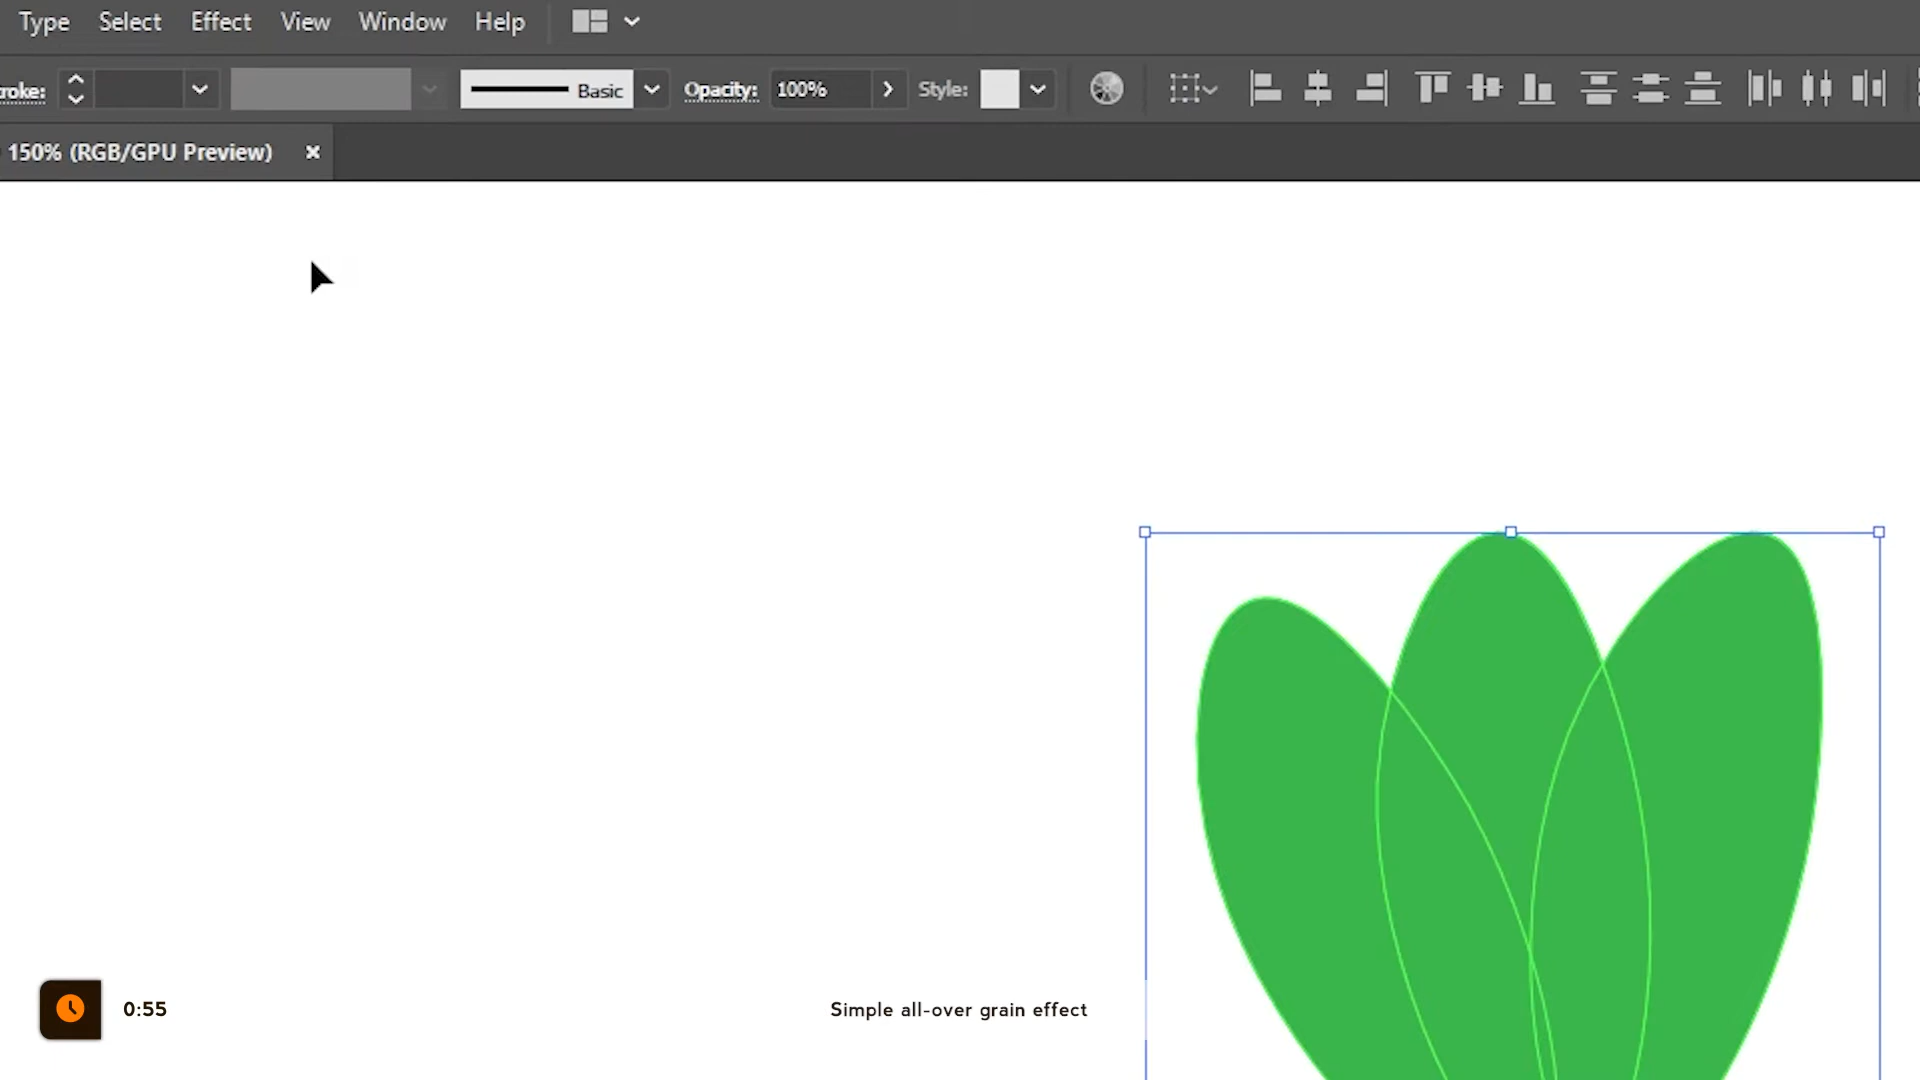 Type Select Effect View Window Help
roke: Basic Opacity: 100% Style:
150% (RGB/GPU Preview) ×
0:55
Simple all-over grain effect